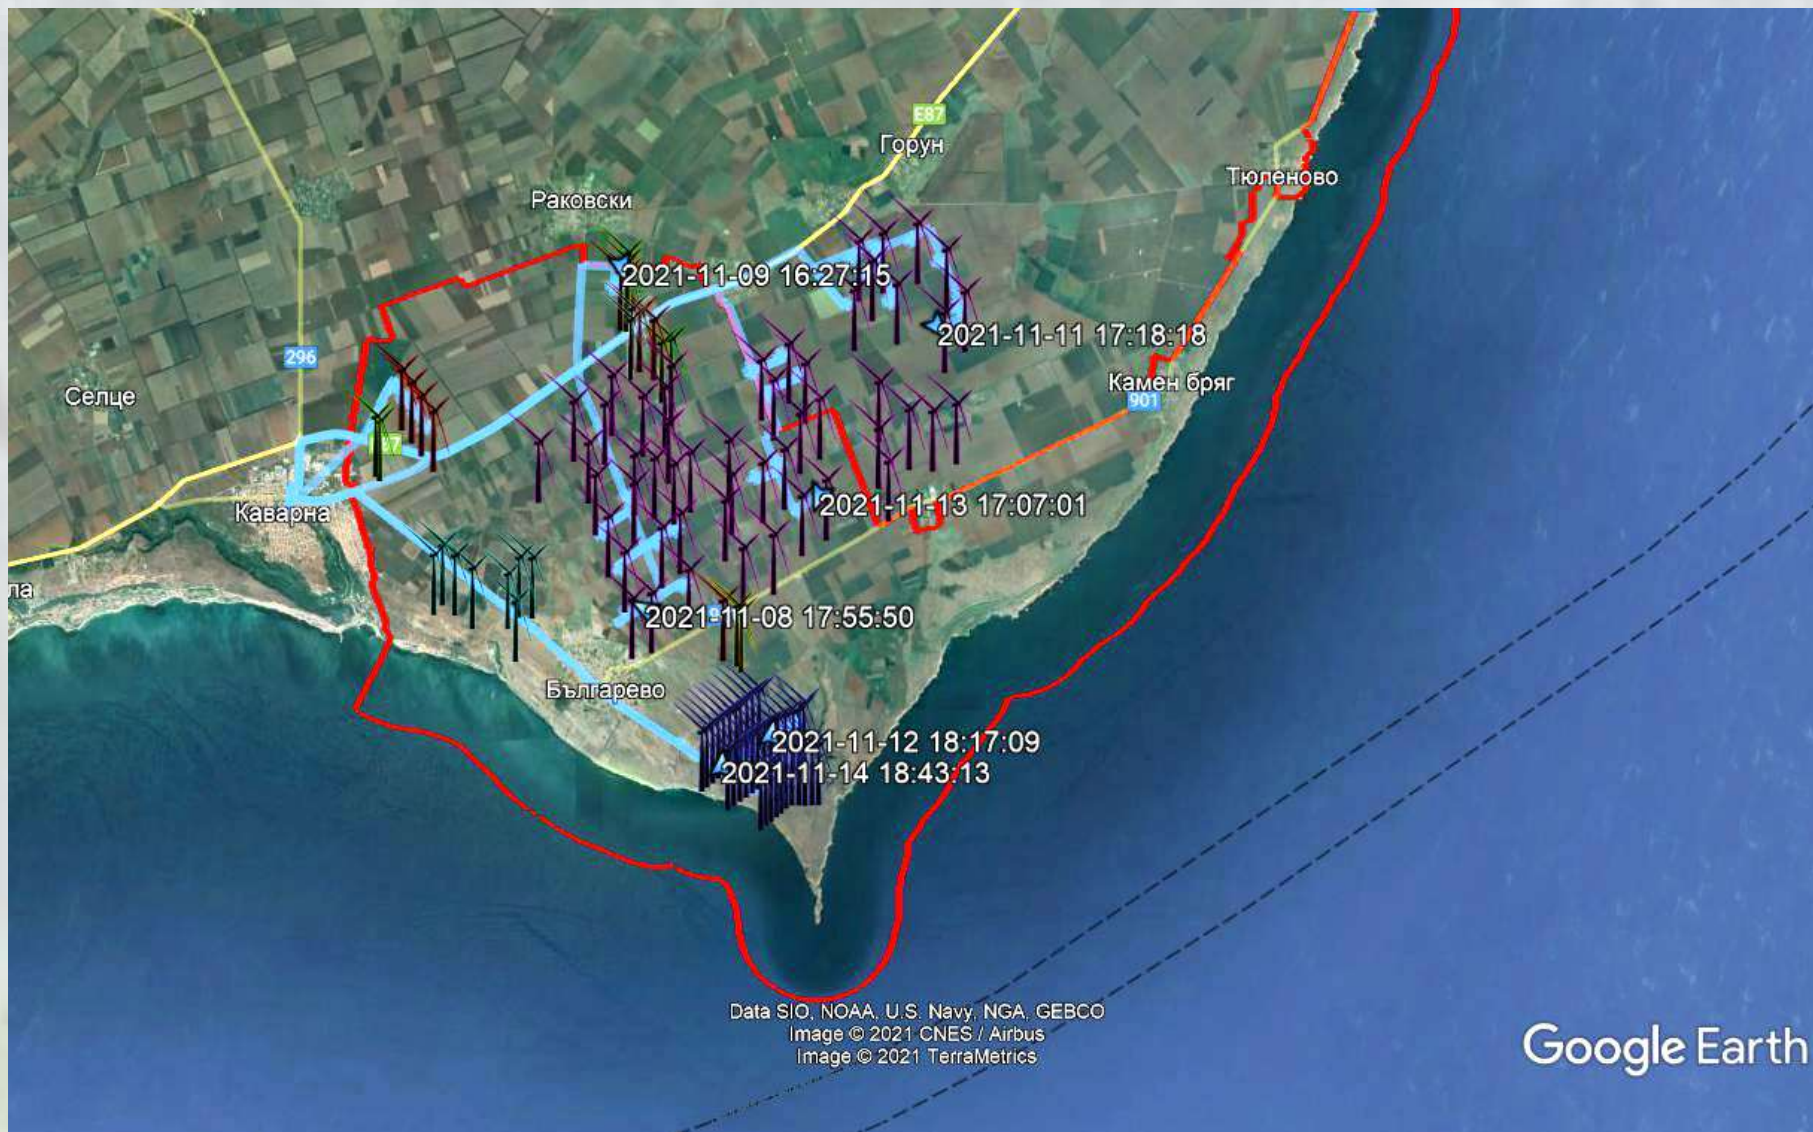 E87
Горун
Тюленово
Раковски
2021-11-09 16:27:15
2021-11-11 17:18:18
296
Камен бряг
Селце
901
Каварна
2021-11-13 17:07:01
ла
2021-11-08 17:55:50
Българево
2021-11-12 18:17:09
2021-11-14 18:43:13
Data SIO, NOAA, U.S. Navy, NGA, GEBCO
Image © 2021 CNES / Airbus
Image © 2021 TerraMetrics
Google Earth